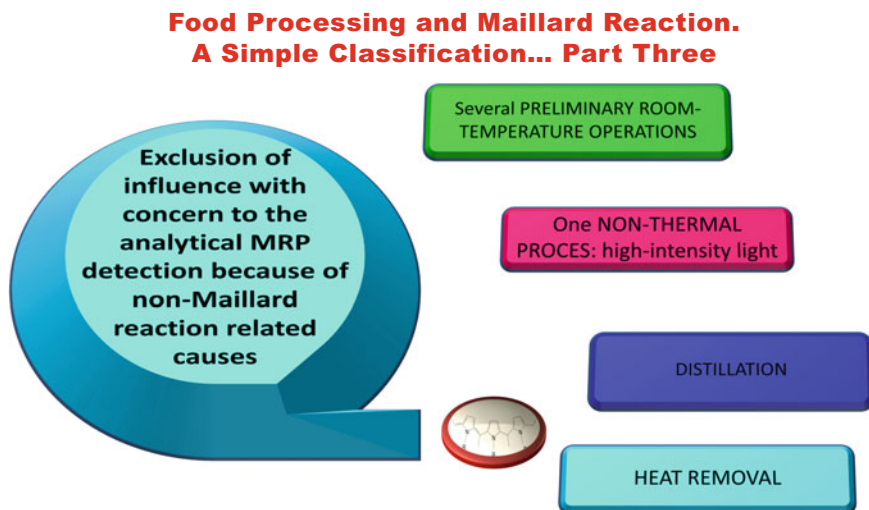 Food Processing and Maillard Reaction.
A Simple Classification... Part Three
Several PRELIMINARY ROOM-
TEMPERATURE OPERATIONS
Exclusion of
influence with
concern to the
analytical MRP
detection because of
non-Maillard
reaction related
causes
One NON-THERMAL
PROCES: high-intensity light
DISTILLATION
HEAT REMOVAL